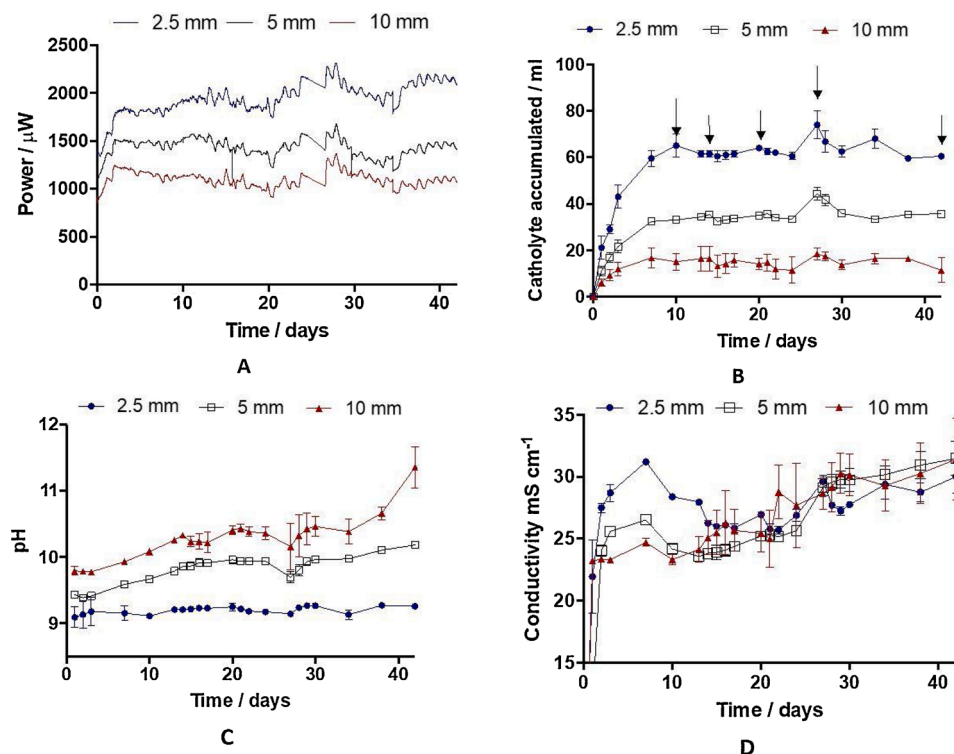 2.5 mm 5 mm 10 mm
2500
2000
1500
1000
500
0
Power / µW
0 10 20 30 40
Time / days
A
2.5 mm 5 mm 10 mm
100
80
60
40
20
0
Catholyte accumulated / ml
0 10 20 30 40
Time / days
B
2.5 mm 5 mm 10 mm
12
11
10
9
pH
0 10 20 30 40
Time / days
C
2.5 mm 5 mm 10 mm
35
30
25
20
15
Conductivity mS cm⁻¹
0 10 20 30 40
Time / days
D